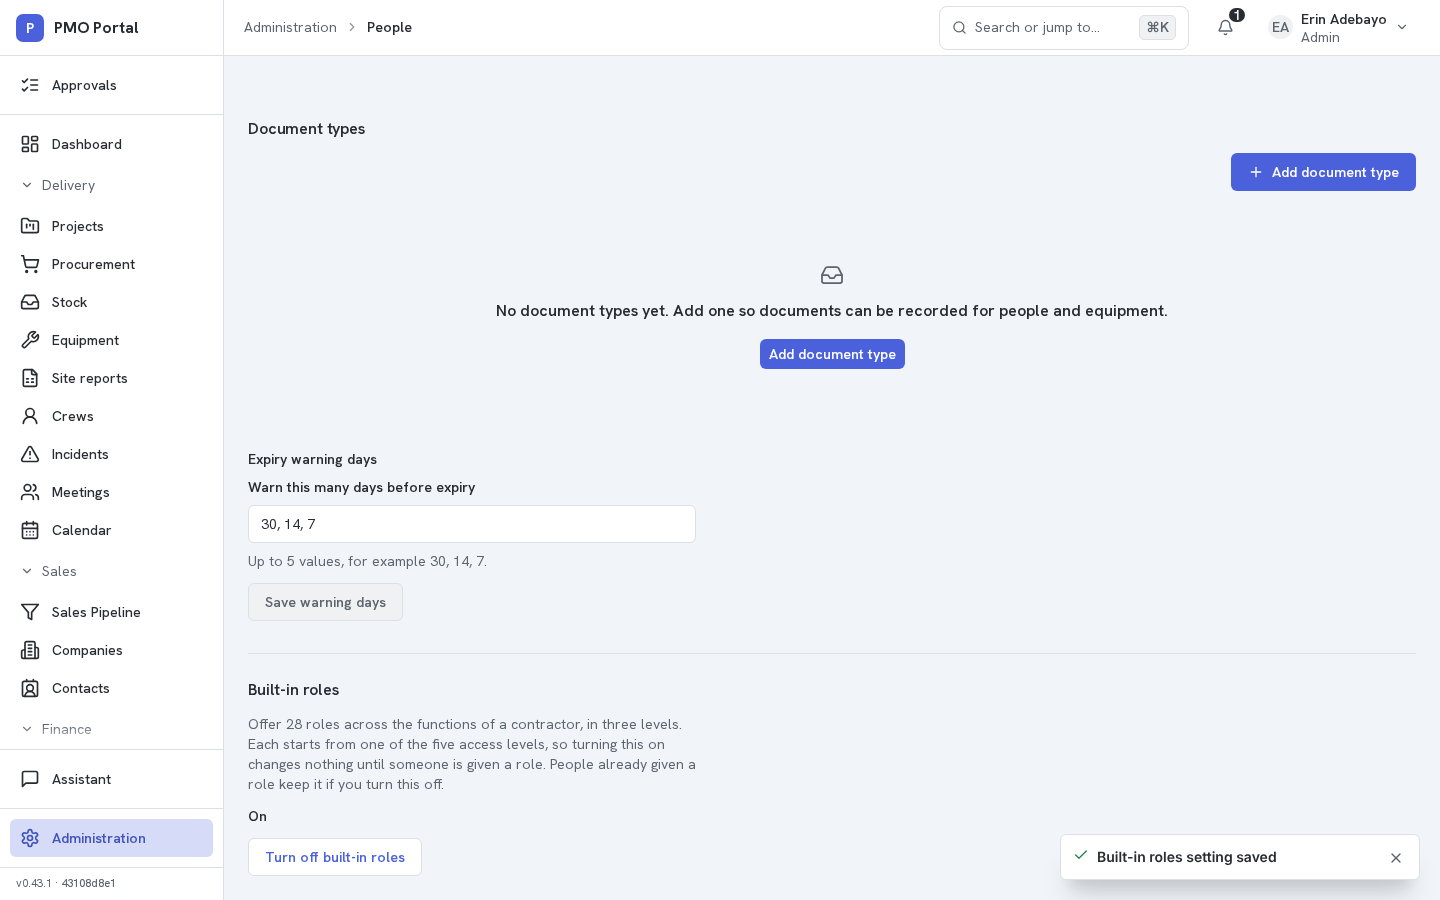 P PMO Portal
Administration > People
Search or jump to...
⌘K
1
EA
Erin Adebayo
Admin
Approvals
Dashboard
Delivery
Projects
Procurement
Stock
Equipment
Site reports
Crews
Incidents
Meetings
Calendar
Sales
Sales Pipeline
Companies
Contacts
Finance
Assistant
Administration
v0.43.1 · 43108d8e1
Document types
Add document type
No document types yet. Add one so documents can be recorded for people and equipment.
Add document type
Expiry warning days
Warn this many days before expiry
30, 14, 7
Up to 5 values, for example 30, 14, 7.
Save warning days
Built-in roles
Offer 28 roles across the functions of a contractor, in three levels.
Each starts from one of the five access levels, so turning this on
changes nothing until someone is given a role. People already given a
role keep it if you turn this off.
On
Turn off built-in roles
Built-in roles setting saved